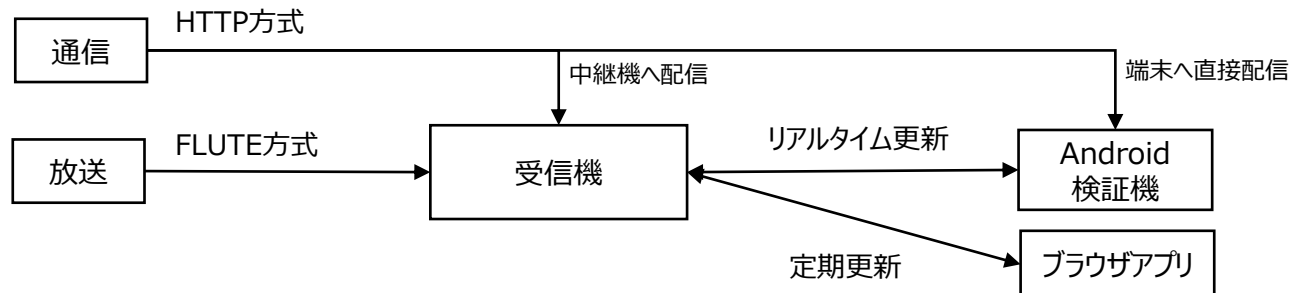 HTTP方式
通信
中継機へ配信
端末へ直接配信
FLUTE方式
放送
受信機
リアルタイム更新
Android
検証機
定期更新
ブラウザアプリ